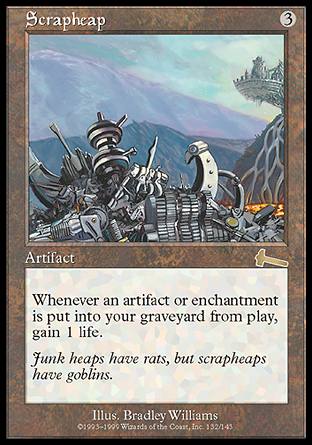 Scrapheap 3
Artifact
Whenever an artifact or enchantment
is put into your graveyard from play,
gain 1 life.
Junk heaps have rats, but scrapheaps
have goblins.
Illus. Bradley Williams
©1993–1999 Wizards of the Coast, Inc. 132/143